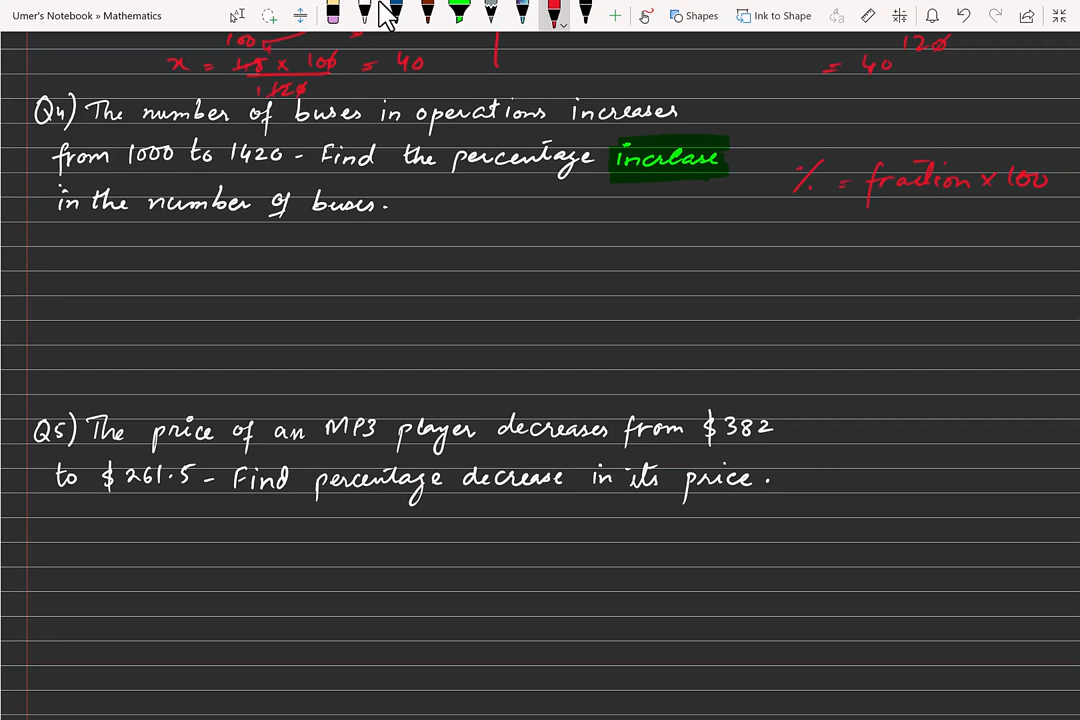 Umer's Notebook » Mathematics
Shapes
Ink to Shape
100
x = 48 × 100 = 40
120
120
= 40
Q4) The number of buses in operations increases
from 1000 to 1420 - Find the percentage increase
in the number of buses.
% = fraction × 100
Q5) The price of an MP3 player decreases from $382
to $261.5 - Find percentage decrease in its price.